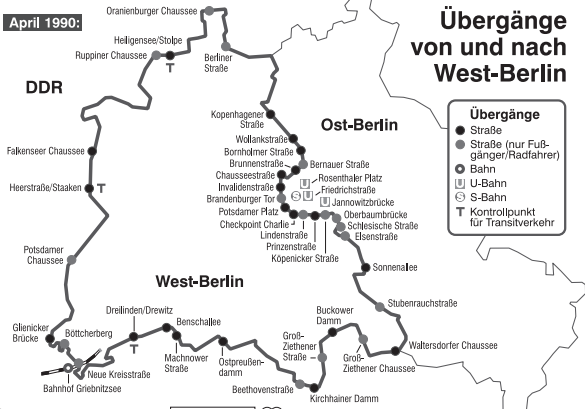 April 1990:
Übergänge
von und nach
West-Berlin
Oranienburger Chaussee
Heiligensee/Stolpe
Ruppiner Chaussee
T
Berliner
Straße
DDR
Übergänge
Straße
Straße (nur Fuß-
gänger/Radfahrer)
Bahn
U U-Bahn
S S-Bahn
T Kontrollpunkt
für Transitverkehr
Kopenhagener
Straße
Ost-Berlin
Wollankstraße
Bornholmer Straße
Brunnenstraße
Bernauer Straße
Chausseestraße
U Rosenthaler Platz
Invalidenstraße
S U Friedrichstraße
Brandenburger Tor
U Jannowitzbrücke
Potsdamer Platz
Oberbaumbrücke
Checkpoint Charlie
Schlesische Straße
Lindenstraße
Elsenstraße
Prinzenstraße
Köpenicker Straße
Falkenseer Chaussee
Heerstraße/Staaken
T
Potsdamer
Chaussee
Sonnenallee
West-Berlin
Stubenrauchstraße
Dreilinden/Drewitz
T
Benschallee
Buckower
Damm
Glienicker
Brücke
Böttcherberg
Machnower
Straße
Ostpreußen-
damm
Groß-
Ziethener
Straße
Groß-
Ziethener Chaussee
Waltersdorfer Chaussee
Neue Kreisstraße
Bahnhof Griebnitzsee
Beethovenstraße
Kirchhainer Damm